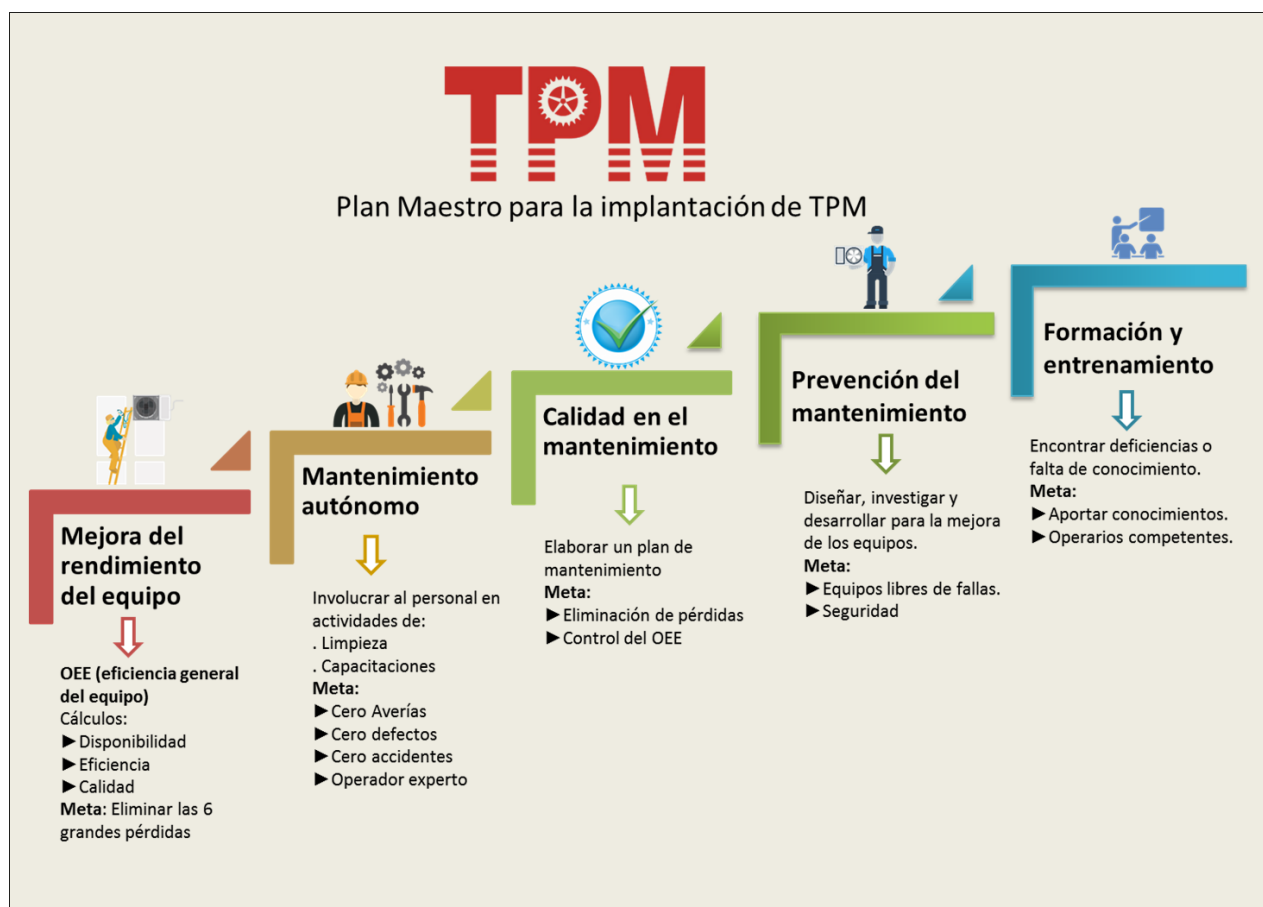 TPM
Plan Maestro para la implantación de TPM
Mejora del
rendimiento
del equipo
OEE (eficiencia general
del equipo)
Cálculos:
►Disponibilidad
►Eficiencia
►Calidad
Meta: Eliminar las 6
grandes pérdidas
Mantenimiento
autónomo
Involucrar al personal en
actividades de:
. Limpieza
. Capacitaciones
Meta:
►Cero Averías
►Cero defectos
►Cero accidentes
►Operador experto
Calidad en el
mantenimiento
Elaborar un plan de
mantenimiento
Meta:
►Eliminación de pérdidas
►Control del OEE
Prevención del
mantenimiento
Diseñar, investigar y
desarrollar para la mejora
de los equipos.
Meta:
►Equipos libres de fallas.
►Seguridad
Formación y
entrenamiento
Encontrar deficiencias o
falta de conocimiento.
Meta:
►Aportar conocimientos.
►Operarios competentes.